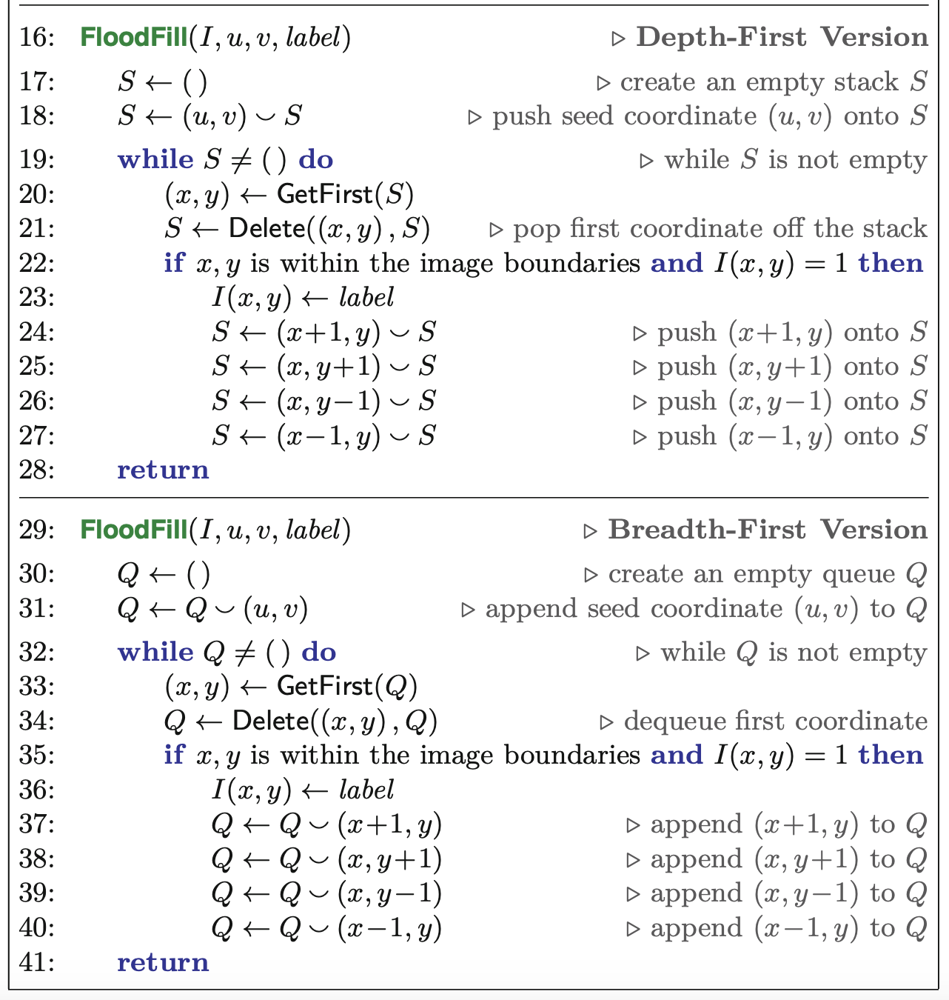 16: FloodFill(I, u, v, label) ▷ Depth-First Version
17: S ← ( ) ▷ create an empty stack S
18: S ← (u, v) ⌣ S ▷ push seed coordinate (u, v) onto S
19: while S ≠ ( ) do ▷ while S is not empty
20: (x, y) ← GetFirst(S)
21: S ← Delete((x, y) , S) ▷ pop first coordinate off the stack
22: if x, y is within the image boundaries and I(x, y) = 1 then
23: I(x, y) ← label
24: S ← (x+1, y) ⌣ S ▷ push (x+1, y) onto S
25: S ← (x, y+1) ⌣ S ▷ push (x, y+1) onto S
26: S ← (x, y−1) ⌣ S ▷ push (x, y−1) onto S
27: S ← (x−1, y) ⌣ S ▷ push (x−1, y) onto S
28: return
29: FloodFill(I, u, v, label) ▷ Breadth-First Version
30: Q ← ( ) ▷ create an empty queue Q
31: Q ← Q ⌣ (u, v) ▷ append seed coordinate (u, v) to Q
32: while Q ≠ ( ) do ▷ while Q is not empty
33: (x, y) ← GetFirst(Q)
34: Q ← Delete((x, y) , Q) ▷ dequeue first coordinate
35: if x, y is within the image boundaries and I(x, y) = 1 then
36: I(x, y) ← label
37: Q ← Q ⌣ (x+1, y) ▷ append (x+1, y) to Q
38: Q ← Q ⌣ (x, y+1) ▷ append (x, y+1) to Q
39: Q ← Q ⌣ (x, y−1) ▷ append (x, y−1) to Q
40: Q ← Q ⌣ (x−1, y) ▷ append (x−1, y) to Q
41: return